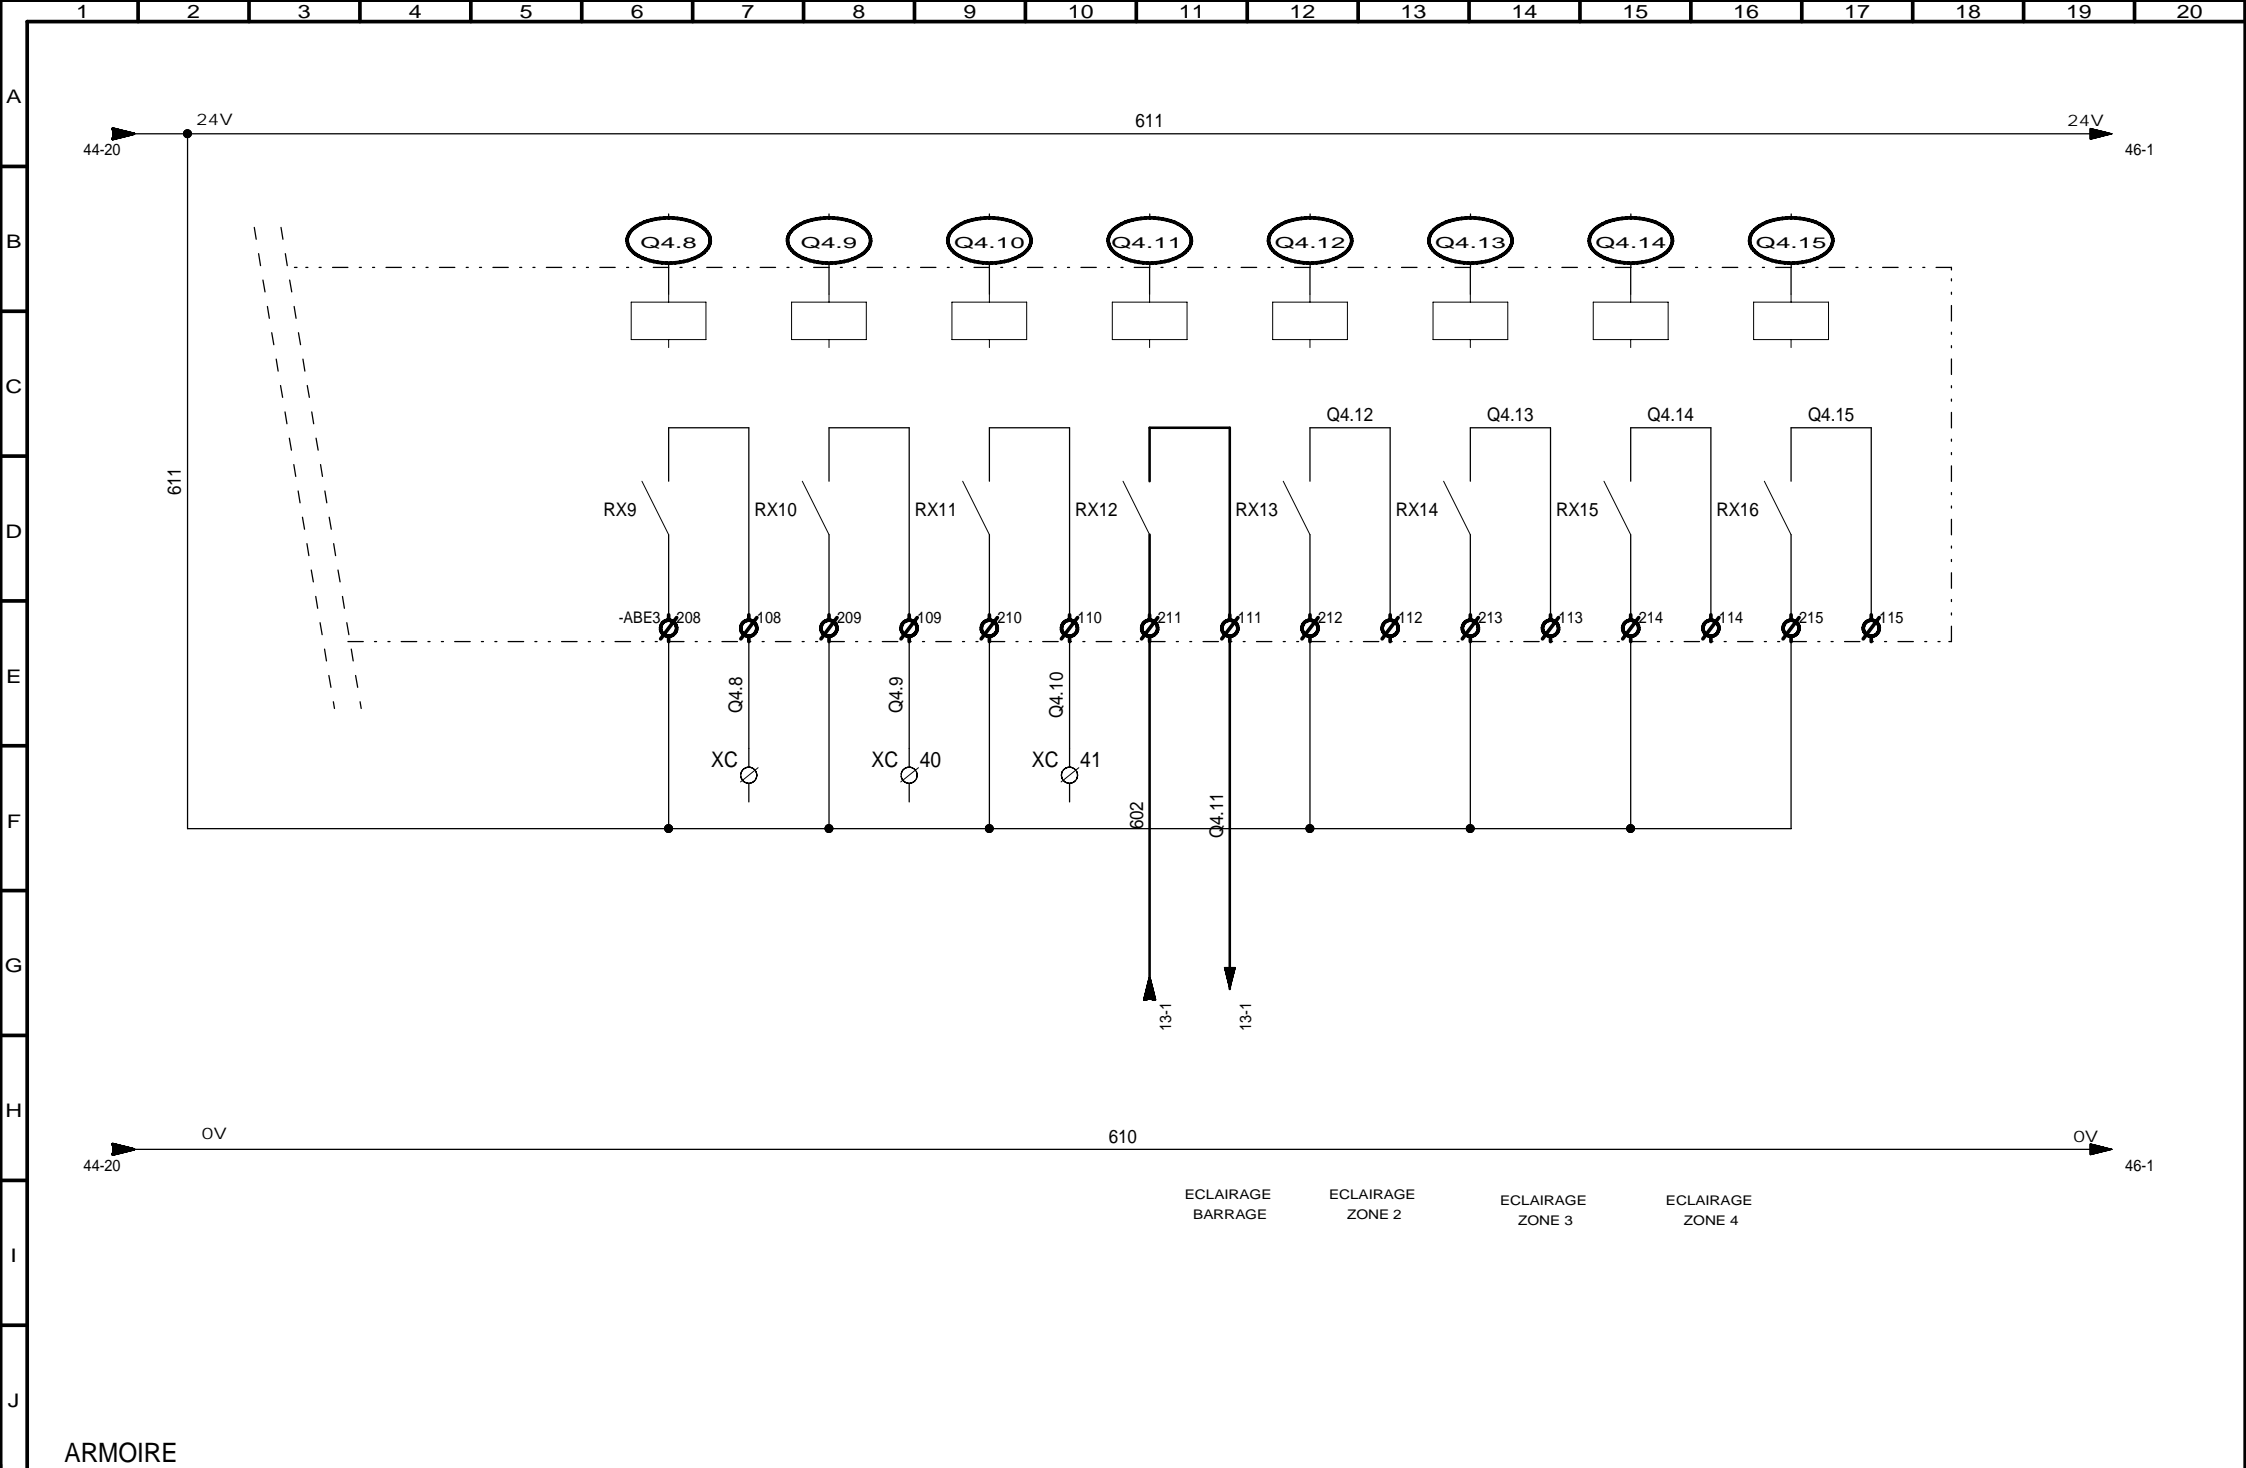 1 2 3 4 5 6 7 8 9 10 11 12 13 14 15 16 17 18 19 20
A
24V 611 24V
44-20 46-1
B
Q4.8 Q4.9 Q4.10 Q4.11 Q4.12 Q4.13 Q4.14 Q4.15
C
Q4.12 Q4.13 Q4.14 Q4.15
611
RX9 RX10 RX11 RX12 RX13 RX14 RX15 RX16
D
-ABE3 208 108 209 109 210 110 211 111 212 112 213 113 214 114 215 115
E
Q4.8 Q4.9 Q4.10
XC XC 40 XC 41
602 Q4.11
F
G
13-1 13-1
H
0V 610 0V
44-20 46-1
ECLAIRAGE
BARRAGE
ECLAIRAGE
ZONE 2
ECLAIRAGE
ZONE 3
ECLAIRAGE
ZONE 4
I
J
ARMOIRE